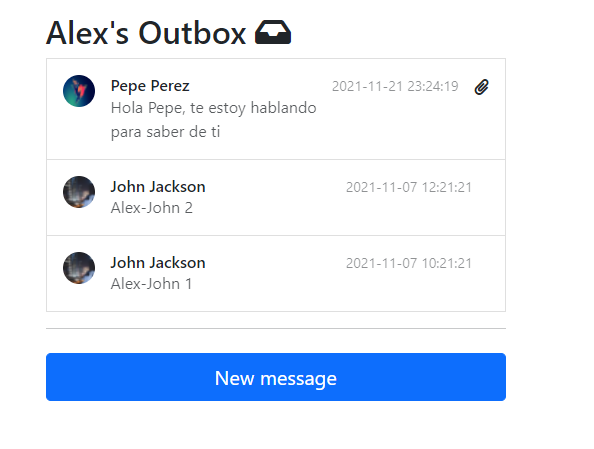 Alex's Outbox
Pepe Perez 2021-11-21 23:24:19
Hola Pepe, te estoy hablando
para saber de ti
John Jackson 2021-11-07 12:21:21
Alex-John 2
John Jackson 2021-11-07 10:21:21
Alex-John 1
New message